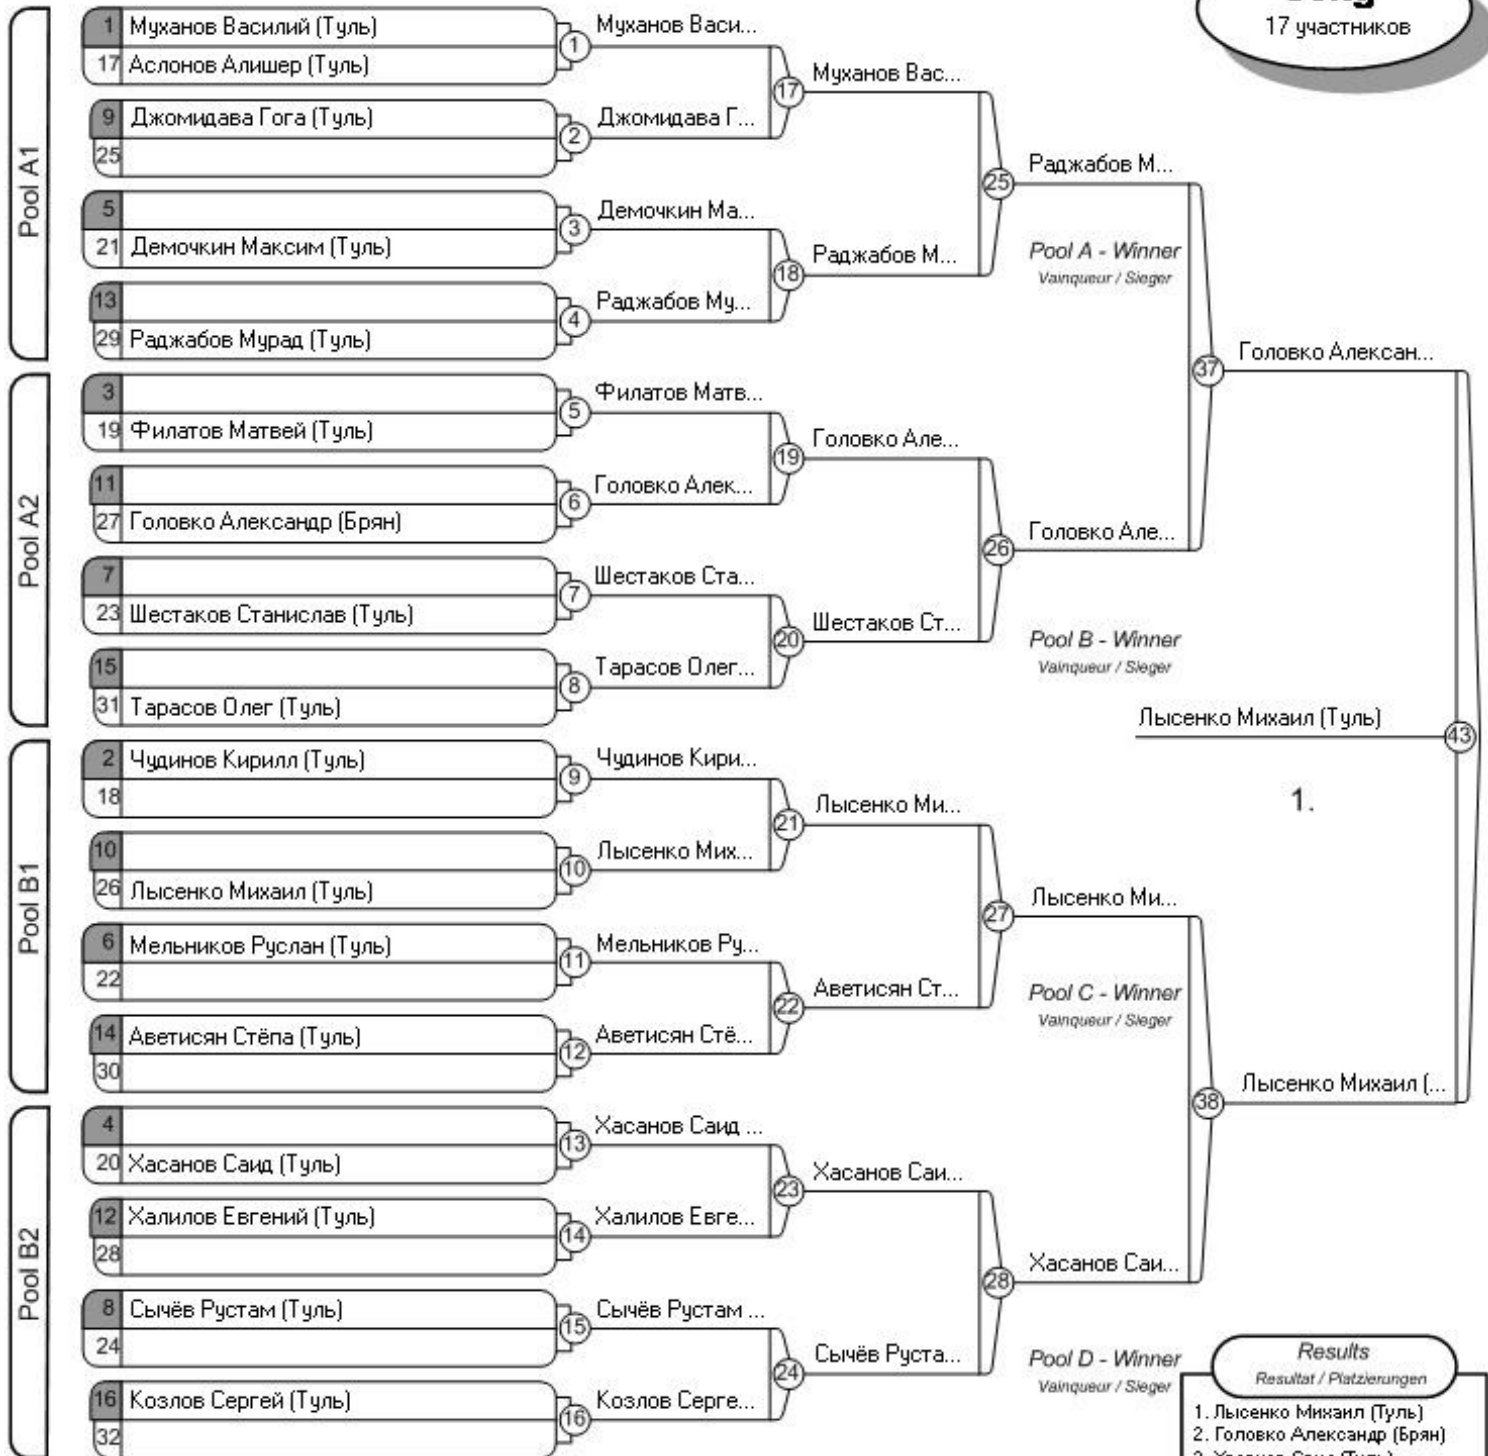 17 участников
Pool A1
1 Муханов Василий (Туль)
17 Аслонов Алишер (Туль)
9 Джомидава Гога (Туль)
25
5
21 Демочкин Максим (Туль)
13
29 Раджабов Мурад (Туль)
Pool A2
3
19 Филатов Матвей (Туль)
11
27 Головко Александр (Брян)
7
23 Шестаков Станислав (Туль)
15
31 Тарасов Олег (Туль)
Pool B1
2 Чудинов Кирилл (Туль)
18
10
26 Лысенко Михаил (Туль)
6 Мельников Руслан (Туль)
22
14 Аветисян Стёпа (Туль)
30
Pool B2
4
20 Хасанов Саид (Туль)
12 Халилов Евгений (Туль)
28
8 Сычёв Рустам (Туль)
24
16 Козлов Сергей (Туль)
32
1 Муханов Васи...
2 Джомидава Г...
3 Демочкин Ма...
4 Раджабов Му...
5 Филатов Матв...
6 Головко Алек...
7 Шестаков Ста...
8 Тарасов Олег...
9 Чудинов Кири...
10 Лысенко Мих...
11 Мельников Ру...
12 Аветисян Стё...
13 Хасанов Саид ...
14 Халилов Евге...
15 Сычёв Рустам ...
16 Козлов Серге...
17 Муханов Вас...
18 Раджабов М...
19 Головко Але...
20 Шестаков Ст...
21 Лысенко Ми...
22 Аветисян Ст...
23 Хасанов Саи...
24 Сычёв Руста...
25 Раджабов М...
Pool A - Winner
Vainqueur / Sieger
26 Головко Але...
Pool B - Winner
Vainqueur / Sieger
27 Лысенко Ми...
Pool C - Winner
Vainqueur / Sieger
28 Хасанов Саи...
Pool D - Winner
Vainqueur / Sieger
37 Головко Алексан...
38 Лысенко Михаил (...
Лысенко Михаил (Туль) 43
1.
Results
Resultat / Platzierungen
1. Лысенко Михаил (Туль)
2. Головко Александр (Брян)